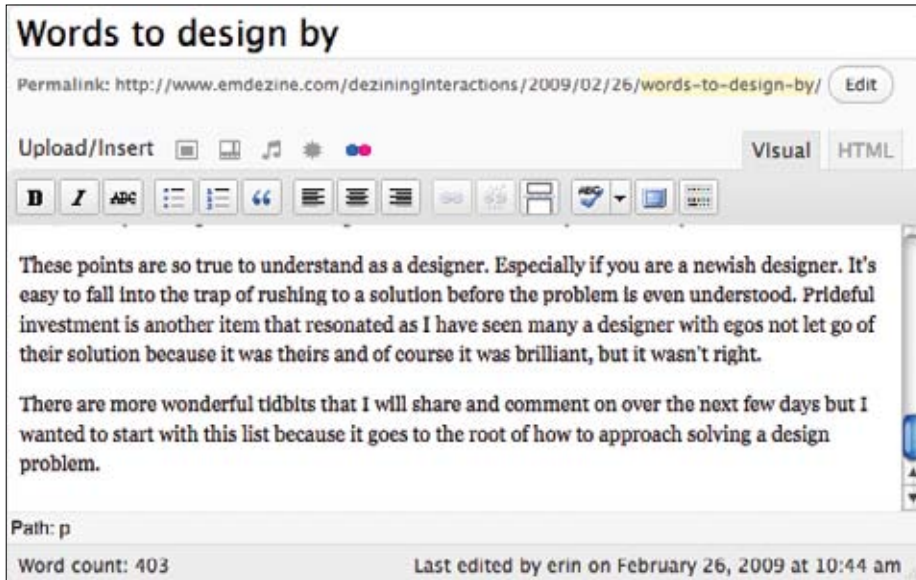 Words to design by
Permalink: http://www.emdezine.com/deziningInteractions/2009/02/26/words-to-design-by/ Edit
Upload/Insert Visual HTML
B I ABC ABC
These points are so true to understand as a designer. Especially if you are a newish designer. It's
easy to fall into the trap of rushing to a solution before the problem is even understood. Prideful
investment is another item that resonated as I have seen many a designer with egos not let go of
their solution because it was theirs and of course it was brilliant, but it wasn't right.
There are more wonderful tidbits that I will share and comment on over the next few days but I
wanted to start with this list because it goes to the root of how to approach solving a design
problem.
Path: p
Word count: 403 Last edited by erin on February 26, 2009 at 10:44 am